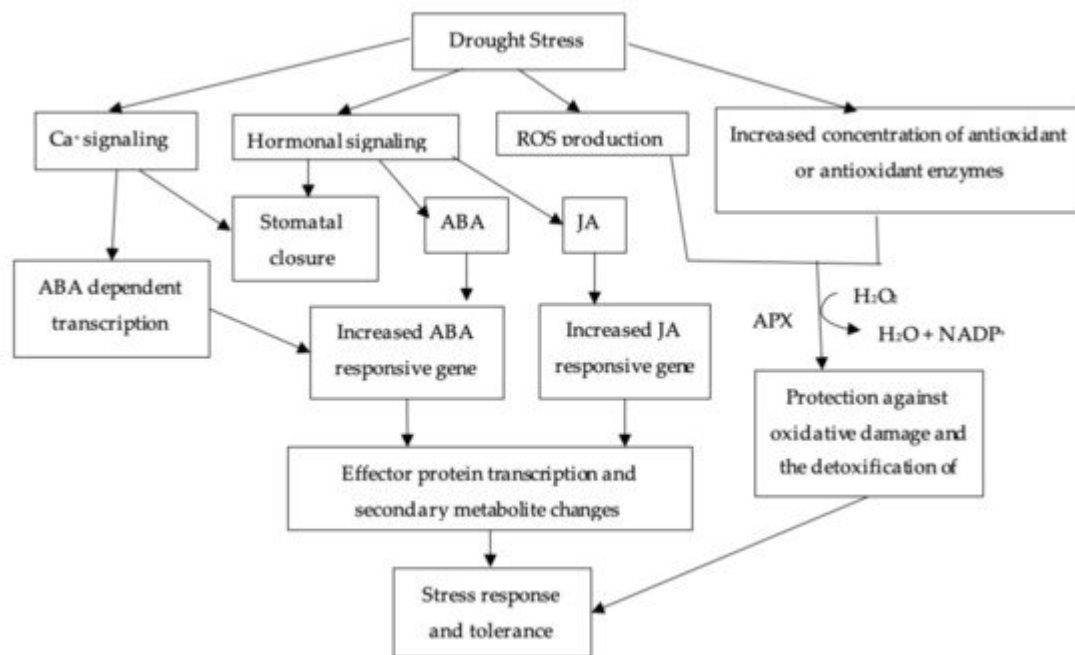 Drought Stress
Ca⁺ signaling
Hormonal signaling
ROS production
Increased concentration of antioxidant
or antioxidant enzymes
Stomatal
closure
ABA
JA
ABA dependent
transcription
Increased ABA
responsive gene
Increased JA
responsive gene
APX
H₂O₂
H₂O + NADP⁺
Protection against
oxidative damage and
the detoxification of
Effector protein transcription and
secondary metabolite changes
Stress response
and tolerance